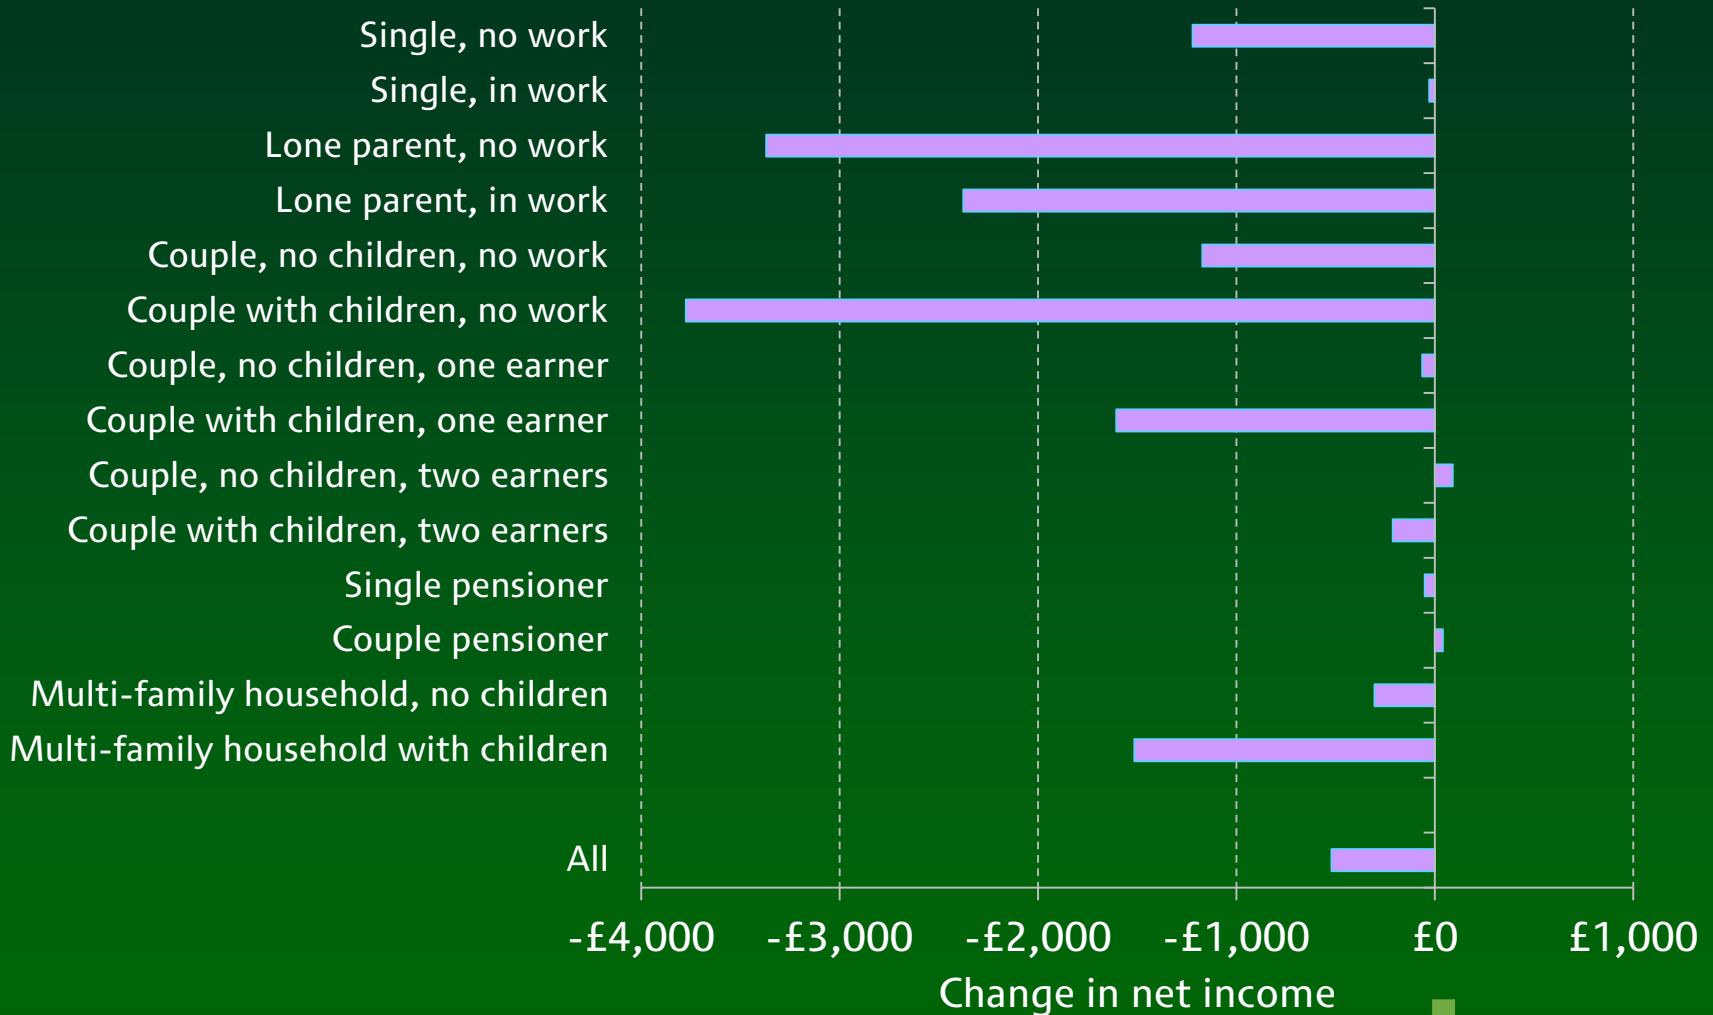 Single, no work
Single, in work
Lone parent, no work
Lone parent, in work
Couple, no children, no work
Couple with children, no work
Couple, no children, one earner
Couple with children, one earner
Couple, no children, two earners
Couple with children, two earners
Single pensioner
Couple pensioner
Multi-family household, no children
Multi-family household with children
All
-£4,000 -£3,000 -£2,000 -£1,000 £0 £1,000
Change in net income